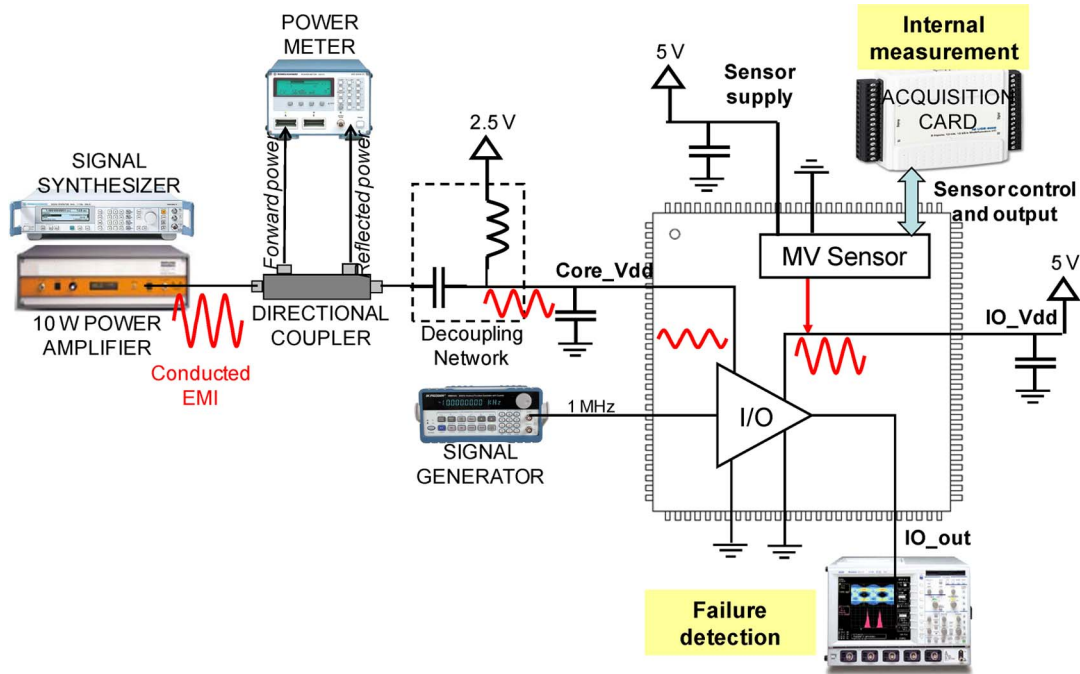 POWER
METER
5 V
Internal
measurement
Sensor
supply
ACQUISITION
CARD
2.5 V
SIGNAL
SYNTHESIZER
Forward power
Reflected power
Sensor control
and output
MV Sensor
5 V
Core_Vdd
IO_Vdd
10 W POWER
AMPLIFIER
DIRECTIONAL
COUPLER
Decoupling
Network
Conducted
EMI
1 MHz
I/O
SIGNAL
GENERATOR
IO_out
Failure
detection